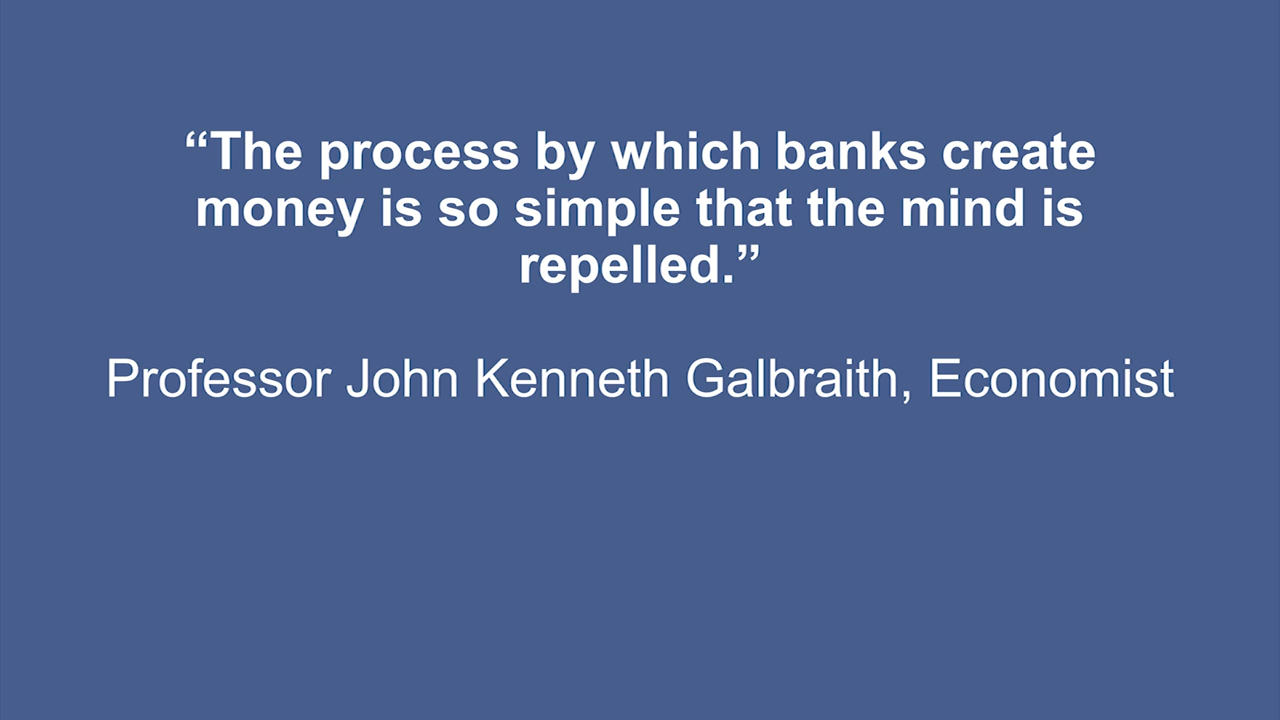 “The process by which banks create
money is so simple that the mind is
repelled.”
Professor John Kenneth Galbraith, Economist